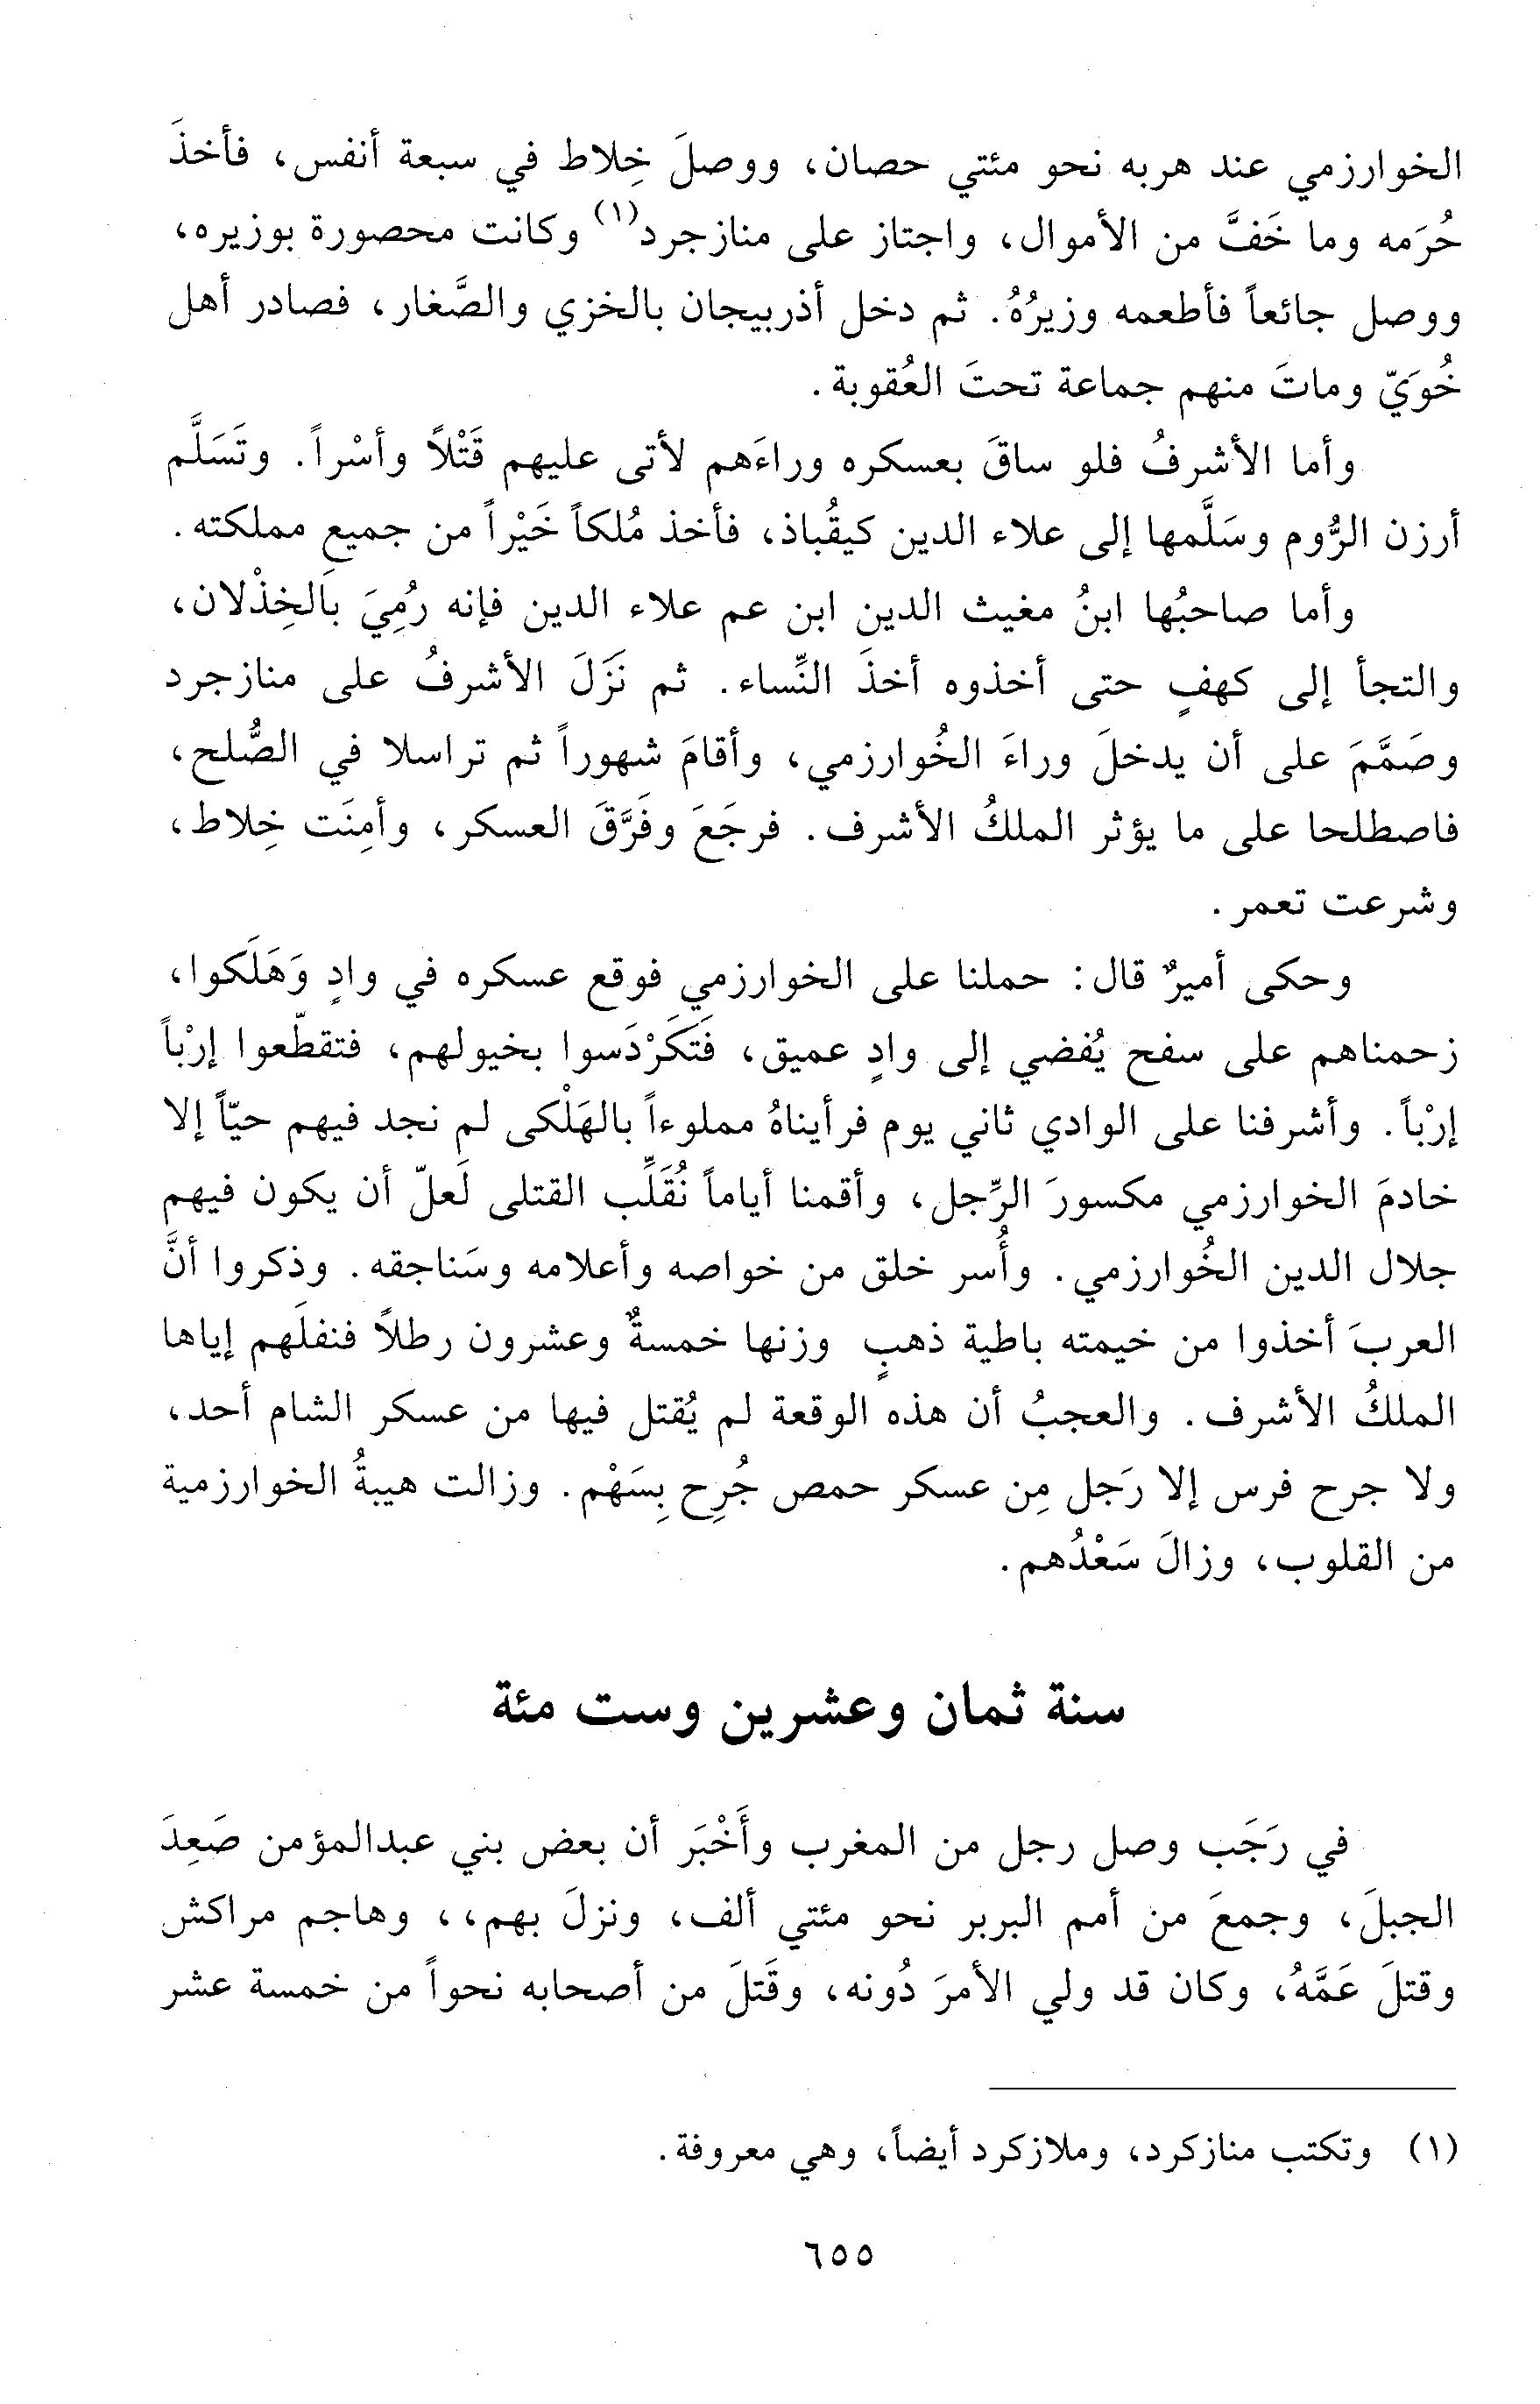 الخوارزمي عند هربه نحو مئتي حصان، ووصلَ خِلاط في سبعة أنفس، فأخذَ
حُرَمه وما خَفَّ من الأموال، واجتاز على منازجرد(١) وكانت محصورة بوزيره،
ووصل جائعاً فأطعمه وزيرُهُ. ثم دخل أذربيجان بالخزي والصَّغار، فصادر أهل
خُوَيّ وماتَ منهم جماعة تحتَ العُقوبة.
وأما الأشرفُ فلو ساقَ بعسكره وراءَهم لأتى عليهم قَتْلاً وأسْراً. وتَسَلَّم
أرزن الرُّوم وسَلَّمها إلى علاء الدين كيقُباذ، فأخذ مُلكاً خَيْراً من جميع مملكته.
وأما صاحبُها ابنُ مغيث الدين ابن عم علاء الدين فإنه رُمِيَ بالخِذْلان،
والتجأ إلى كهفٍ حتى أخذوه أخذَ النِّساء. ثم نَزَلَ الأشرفُ على منازجرد
وصَمَّمَ على أن يدخلَ وراءَ الخُوارزمي، وأقامَ شهوراً ثم تراسلا في الصُّلح،
فاصطلحا على ما يؤثر الملكُ الأشرف. فرجَعَ وفَرَّقَ العسكر، وأمِنَت خِلاط،
وشرعت تعمر.
وحكى أميرٌ قال: حملنا على الخوارزمي فوقع عسكره في وادٍ وَهَلَكوا،
زحمناهم على سفح يُفضي إلى وادٍ عميق، فَتَكَرْدَسوا بخيولهم، فتقطّعوا إرْباً
إرْباً. وأشرفنا على الوادي ثاني يوم فرأيناهُ مملوءاً بالهَلْكى لم نجد فيهم حيّاً إلا
خادمَ الخوارزمي مكسورَ الرِّجل، وأقمنا أياماً نُقَلِّب القتلى لَعلّ أن يكون فيهم
جلال الدين الخُوارزمي. وأُسر خلق من خواصه وأعلامه وسَناجقه. وذكروا أنَّ
العربَ أخذوا من خيمته باطية ذهبٍ وزنها خمسةٌ وعشرون رطلاً فنفلَهم إياها
الملكُ الأشرف. والعجبُ أن هذه الوقعة لم يُقتل فيها من عسكر الشام أحد،
ولا جرح فرس إلا رَجل مِن عسكر حمص جُرِح بِسَهْم. وزالت هيبةُ الخوارزمية
من القلوب، وزالَ سَعْدُهم.
سنة ثمان وعشرين وست مئة
في رَجَب وصل رجل من المغرب وأَخْبَر أن بعض بني عبدالمؤمن صَعِدَ
الجبلَ، وجمعَ من أمم البربر نحو مئتي ألف، ونزلَ بهم،، وهاجم مراكش
وقتلَ عَمَّهُ، وكان قد ولي الأمرَ دُونه، وقَتلَ من أصحابه نحواً من خمسة عشر
(١) وتكتب منازكرد، وملازكرد أيضاً، وهي معروفة.
٦٥٥